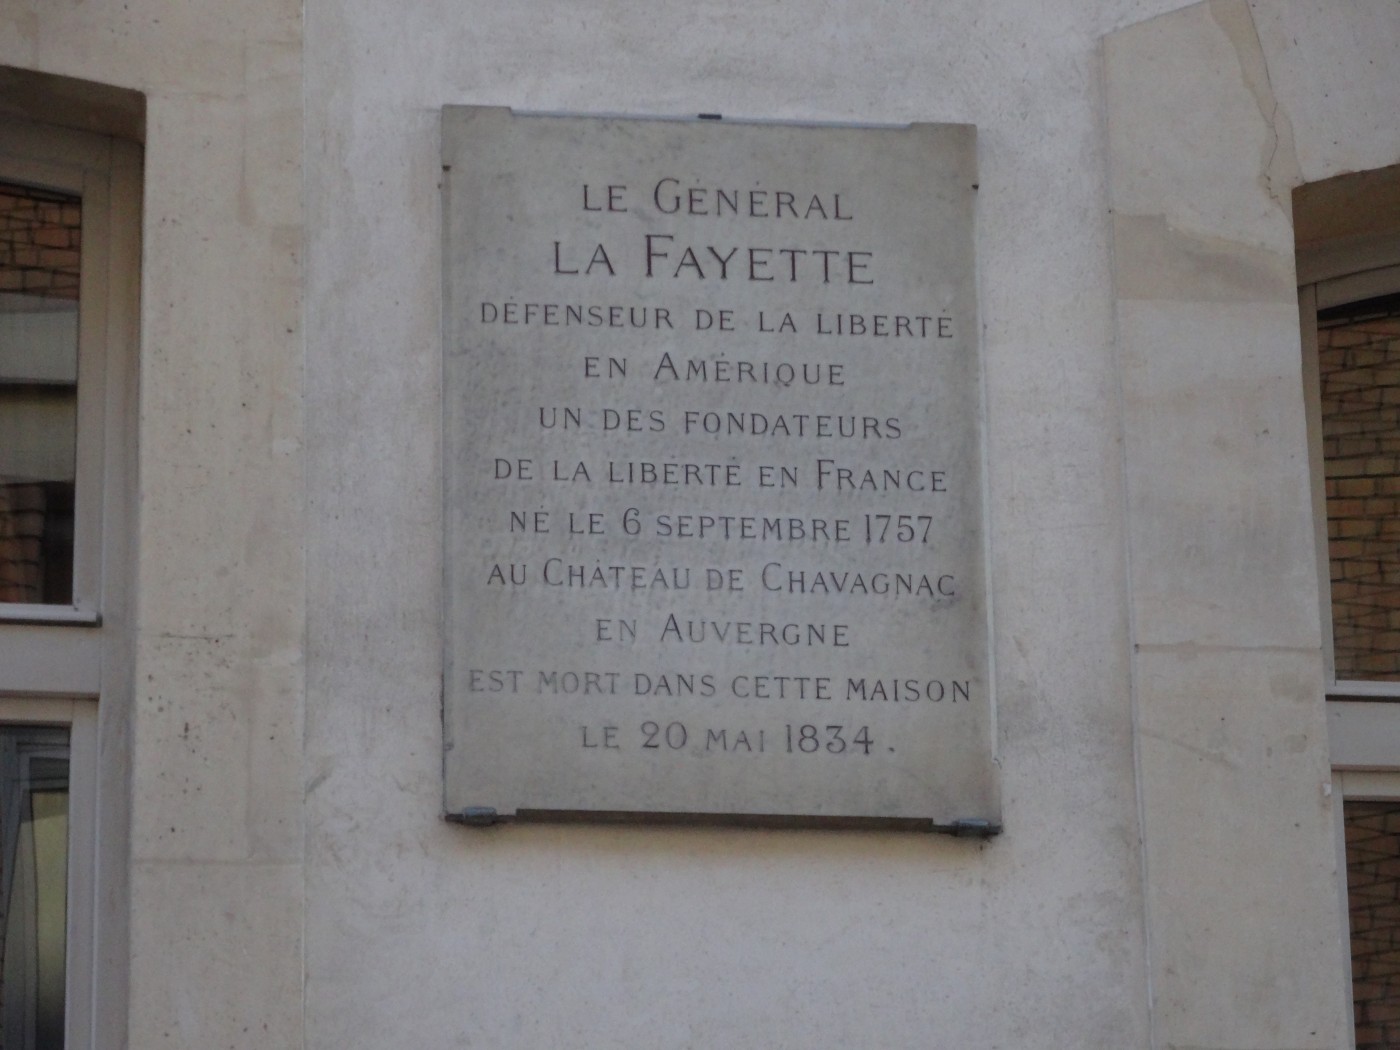 LE GÉNÉRAL
LA FAYETTE
DÉFENSEUR DE LA LIBERTÉ
EN AMÉRIQUE
UN DES FONDATEURS
DE LA LIBERTÉ EN FRANCE
NÉ LE 6 SEPTEMBRE 1757
AU CHÂTEAU DE CHAVAGNAC
EN AUVERGNE
EST MORT DANS CETTE MAISON
LE 20 MAI 1834.